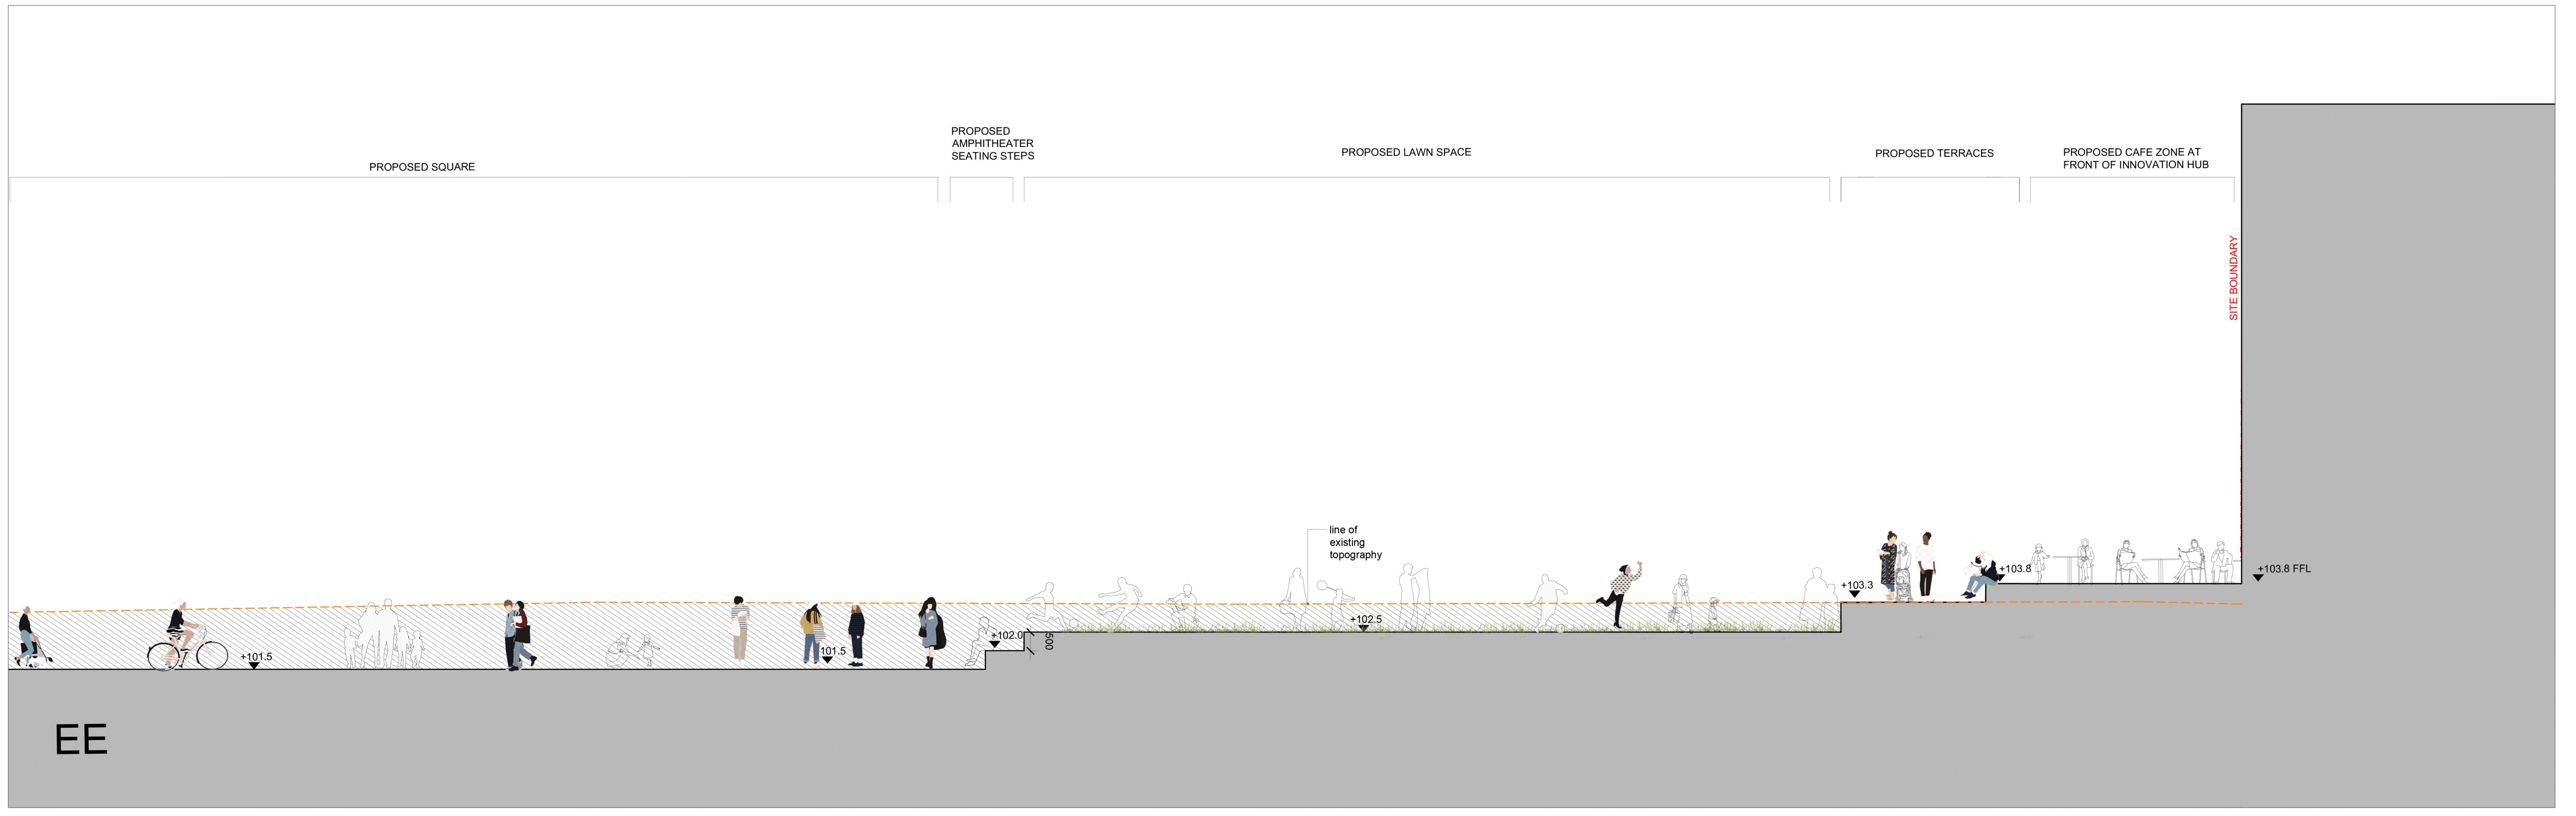 PROPOSED SQUARE
PROPOSED
AMPHITHEATER
SEATING STEPS
PROPOSED LAWN SPACE
PROPOSED TERRACES
PROPOSED CAFE ZONE AT
FRONT OF INNOVATION HUB
SITE BOUNDARY
line of
existing
topography
+101.5
101.5
+102.0
500
+102.5
+103.3
+103.8
+103.8 FFL
EE